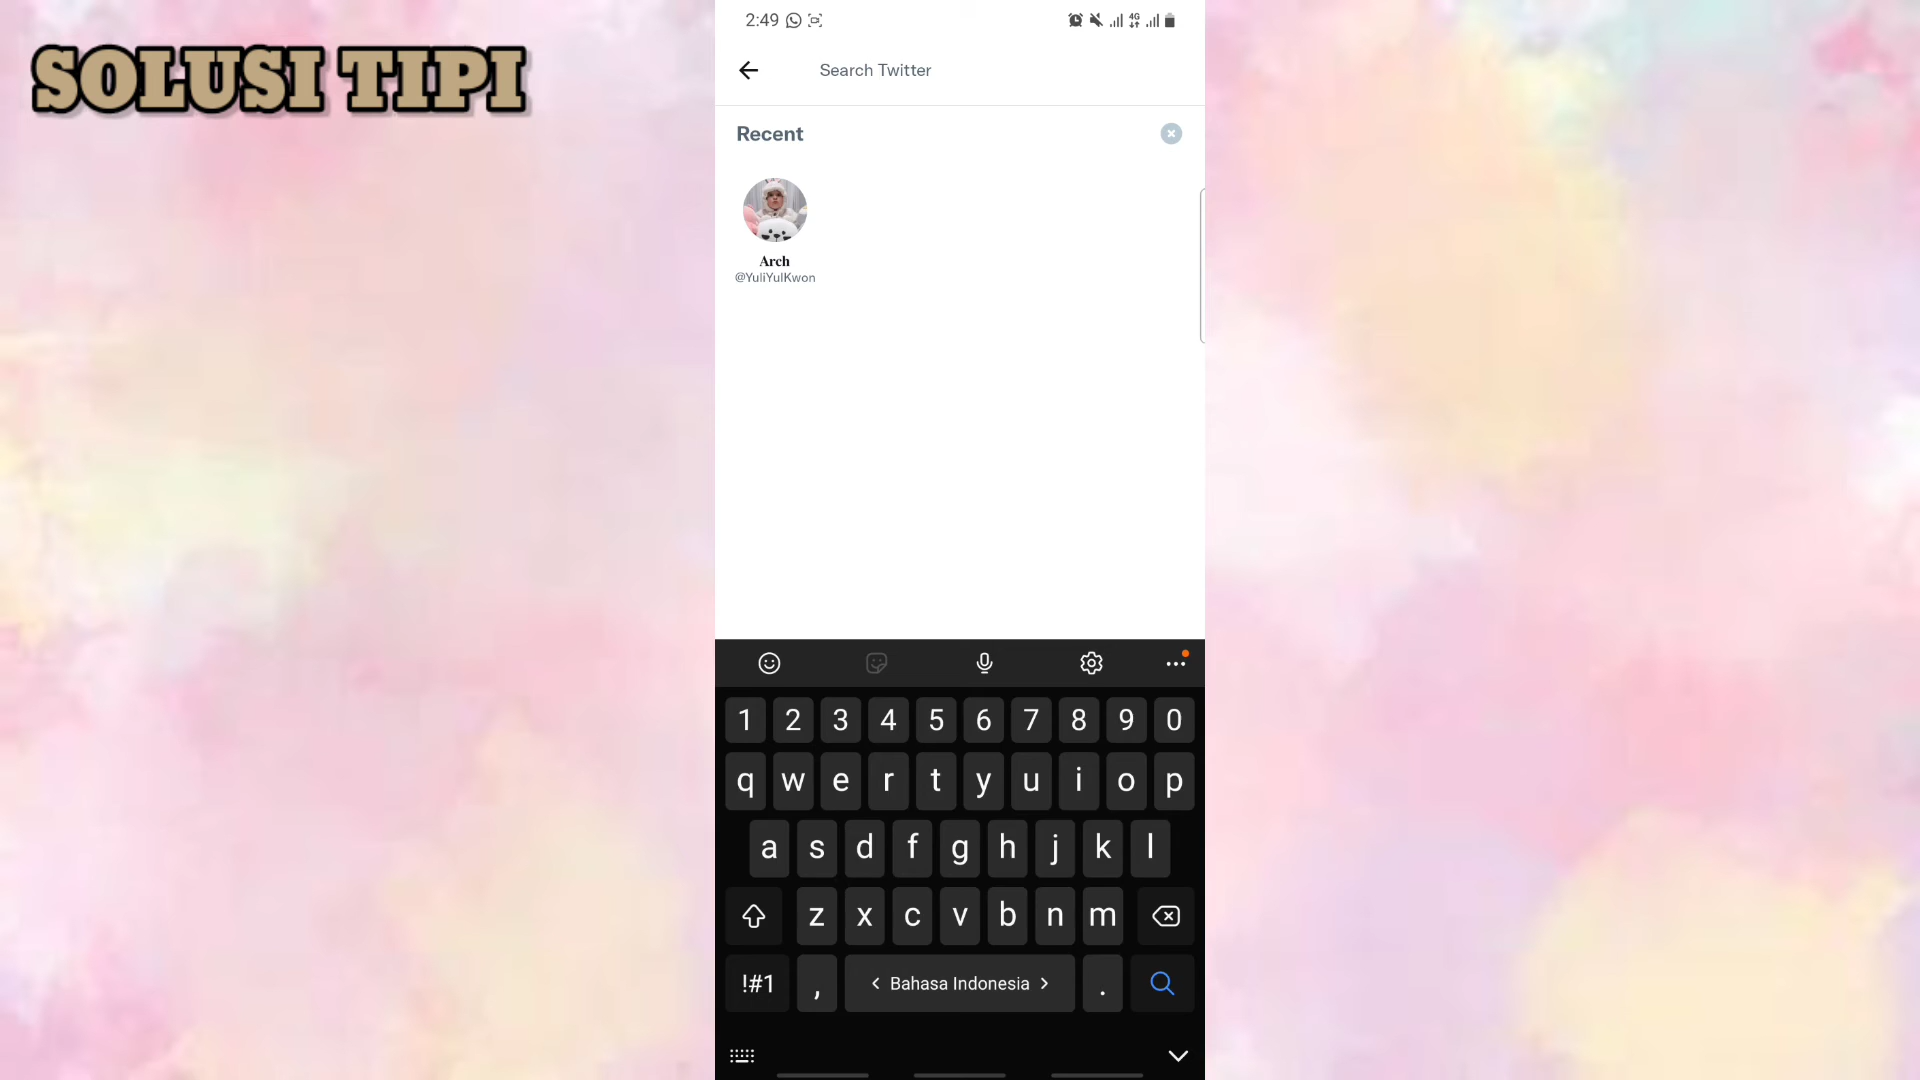 SOLUSI TIPI
2:49
4G
Search Twitter
Recent
Arch
@YuliYulKwon
1 2 3 4 5 6 7 8 9 0
q w e r t y u i o p
a s d f g h j k l
z x c v b n m
!#1 , < Bahasa Indonesia > .